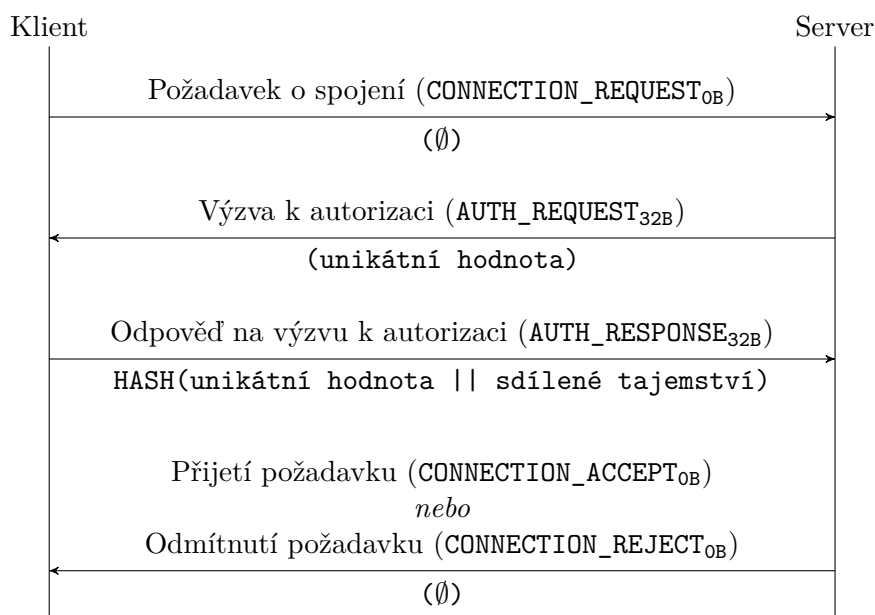 Klient Server
Požadavek o spojení (CONNECTION_REQUEST0B)
(∅)
Výzva k autorizaci (AUTH_REQUEST32B)
(unikátní hodnota)
Odpověď na výzvu k autorizaci (AUTH_RESPONSE32B)
HASH(unikátní hodnota || sdílené tajemství)
Přijetí požadavku (CONNECTION_ACCEPT0B)
nebo
Odmítnutí požadavku (CONNECTION_REJECT0B)
(∅)